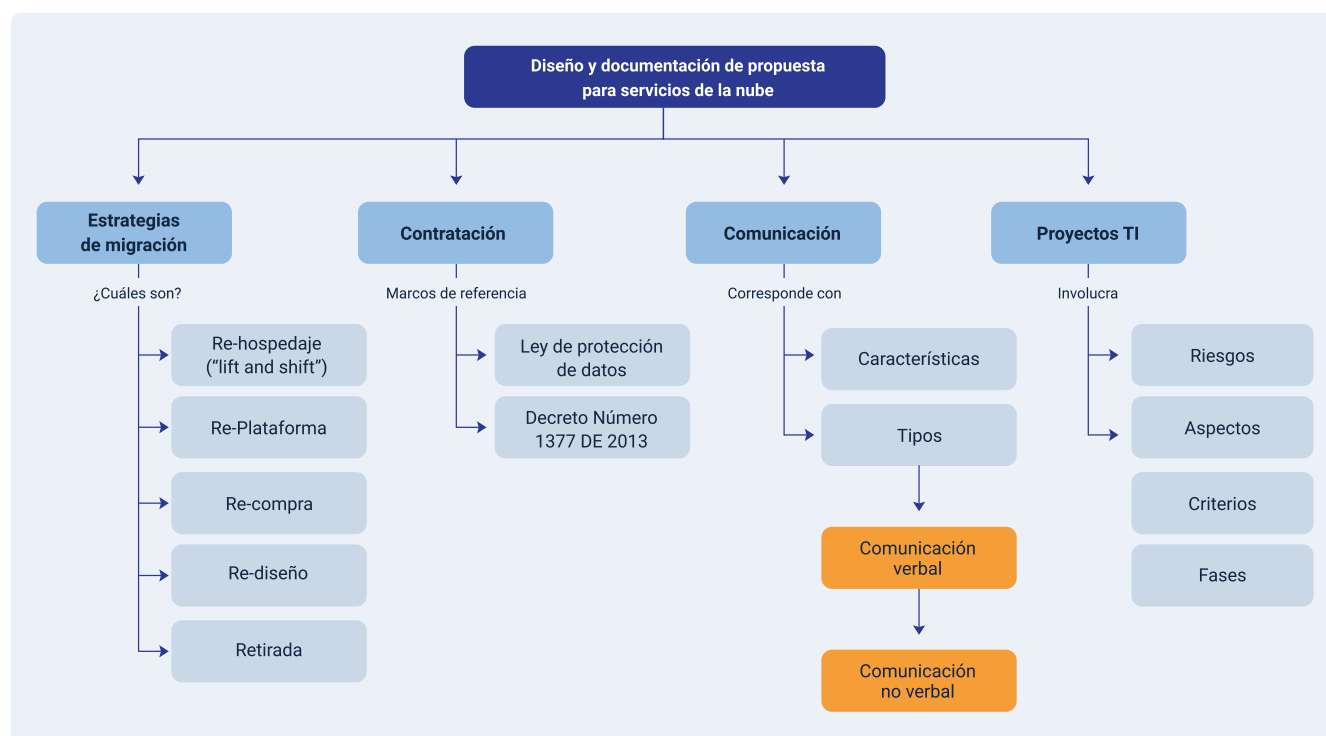 Diseño y documentación de propuesta
para servicios de la nube
Estrategias
de migración
Contratación
Comunicación
Proyectos TI
¿Cuáles son?
Marcos de referencia
Corresponde con
Involucra
Re-hospedaje
(“lift and shift”)
Re-Plataforma
Re-compra
Re-diseño
Retirada
Ley de protección
de datos
Decreto Número
1377 DE 2013
Característícas
Tipos
Comunicación
verbal
Comunicación
no verbal
Riesgos
Aspectos
Criterios
Fases